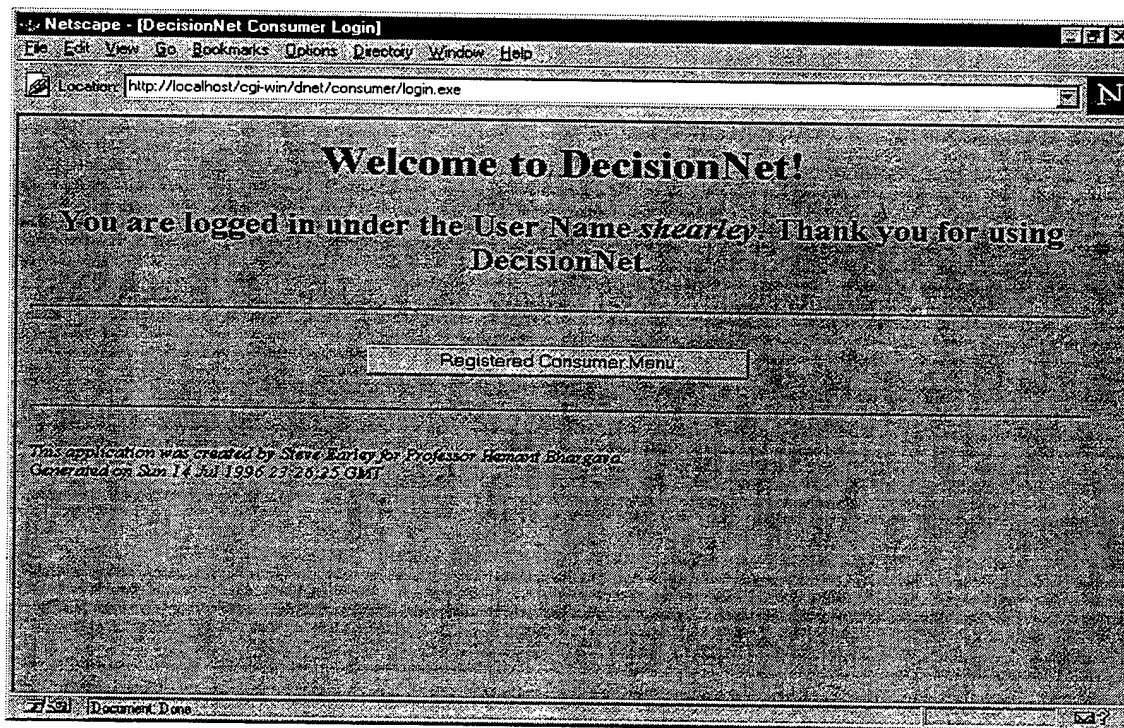 Netscape - [DecisionNet Consumer Login]
File Edit View Go Bookmarks Options Directory Window Help
Location: http://localhost/cgi-win/dnet/consumer/login.exe
N
Welcome to DecisionNet!
You are logged in under the User Name shearley. Thank you for using
DecisionNet.
Registered Consumer Menu
This application was created by Steve Earley for Professor Hemant Bhargava.
Generated on Sun 14 Jul 1996 23:26:25 GMT
Document: Done